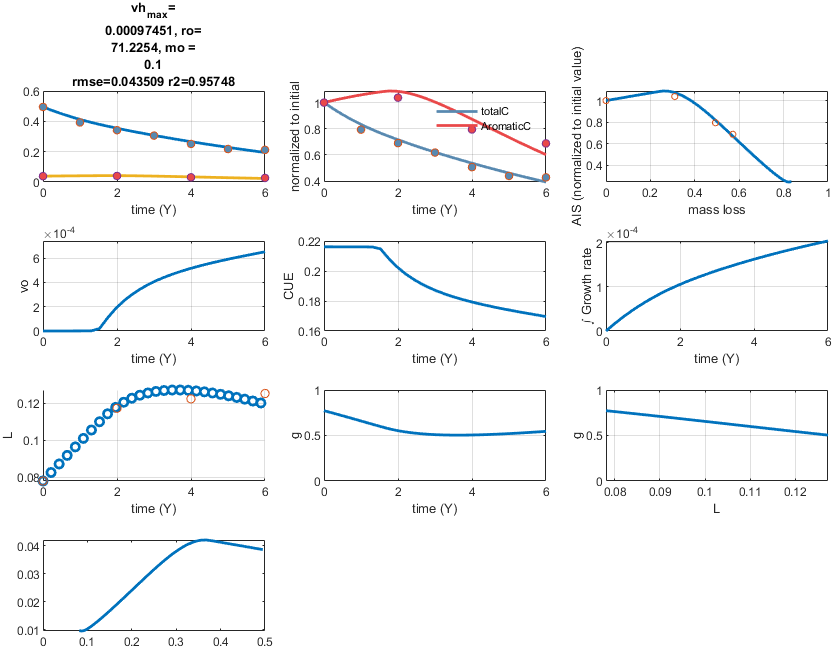 vh_max=
0.00097451, ro=
71.2254, mo =
0.1
rmse=0.043509 r2=0.95748
0.6
0.4
0.2
0
0 2 4 6
time (Y)
normalized to initial
1
0.8
0.6
0.4
totalC
AromaticC
0 2 4 6
time (Y)
AIS (normalized to initial value)
1
0.8
0.6
0.4
0 0.2 0.4 0.6 0.8 1
mass loss
×10^-4
vo
6
4
2
0
0 2 4 6
time (Y)
CUE
0.22
0.2
0.18
0.16
0 2 4 6
time (Y)
×10^-4
∫ Growth rate
2
1
0
0 2 4 6
time (Y)
L
0.12
0.1
0.08
0 2 4 6
time (Y)
g
1
0.5
0
0 2 4 6
time (Y)
g
1
0.5
0
0.08 0.09 0.1 0.11 0.12
L
0.04
0.03
0.02
0.01
0 0.1 0.2 0.3 0.4 0.5